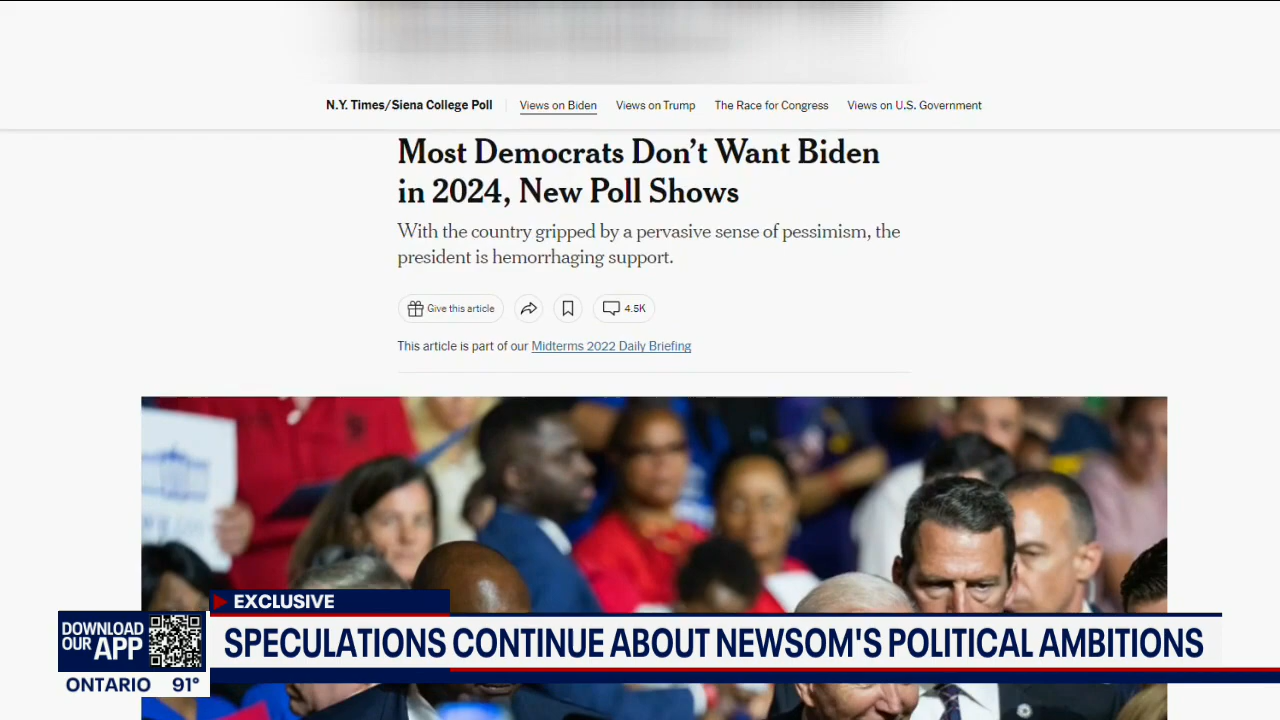 N.Y. Times/Siena College Poll Views on Biden Views on Trump The Race for Congress Views on U.S. Government
Most Democrats Don't Want Biden
in 2024, New Poll Shows
With the country gripped by a pervasive sense of pessimism, the
president is hemorrhaging support.
Give this article 4.5K
This article is part of our Midterms 2022 Daily Briefing
EXCLUSIVE
DOWNLOAD
OUR APP
SPECULATIONS CONTINUE ABOUT NEWSOM'S POLITICAL AMBITIONS
ONTARIO 91°